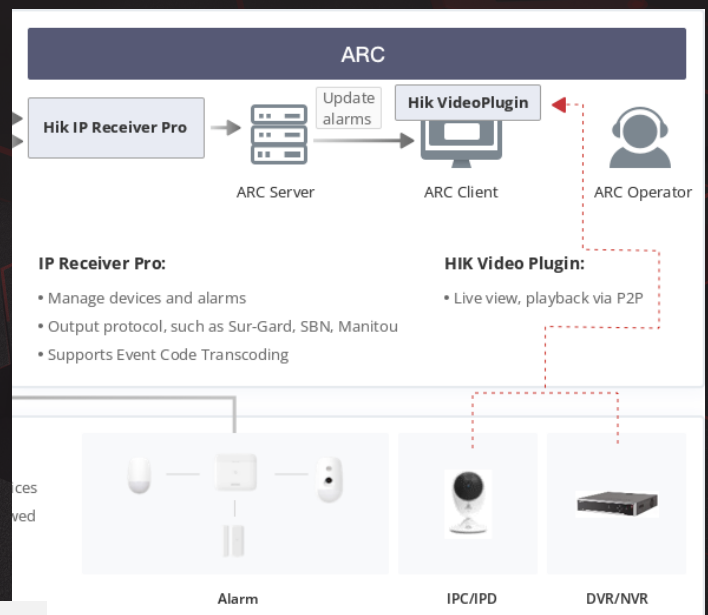 ARC
Hik IP Receiver Pro
Update
alarms
Hik VideoPlugin
ARC Server
ARC Client
ARC Operator
IP Receiver Pro:
• Manage devices and alarms
• Output protocol, such as Sur-Gard, SBN, Manitou
• Supports Event Code Transcoding
HIK Video Plugin:
• Live view, playback via P2P
ices
wed
Alarm
IPC/IPD
DVR/NVR